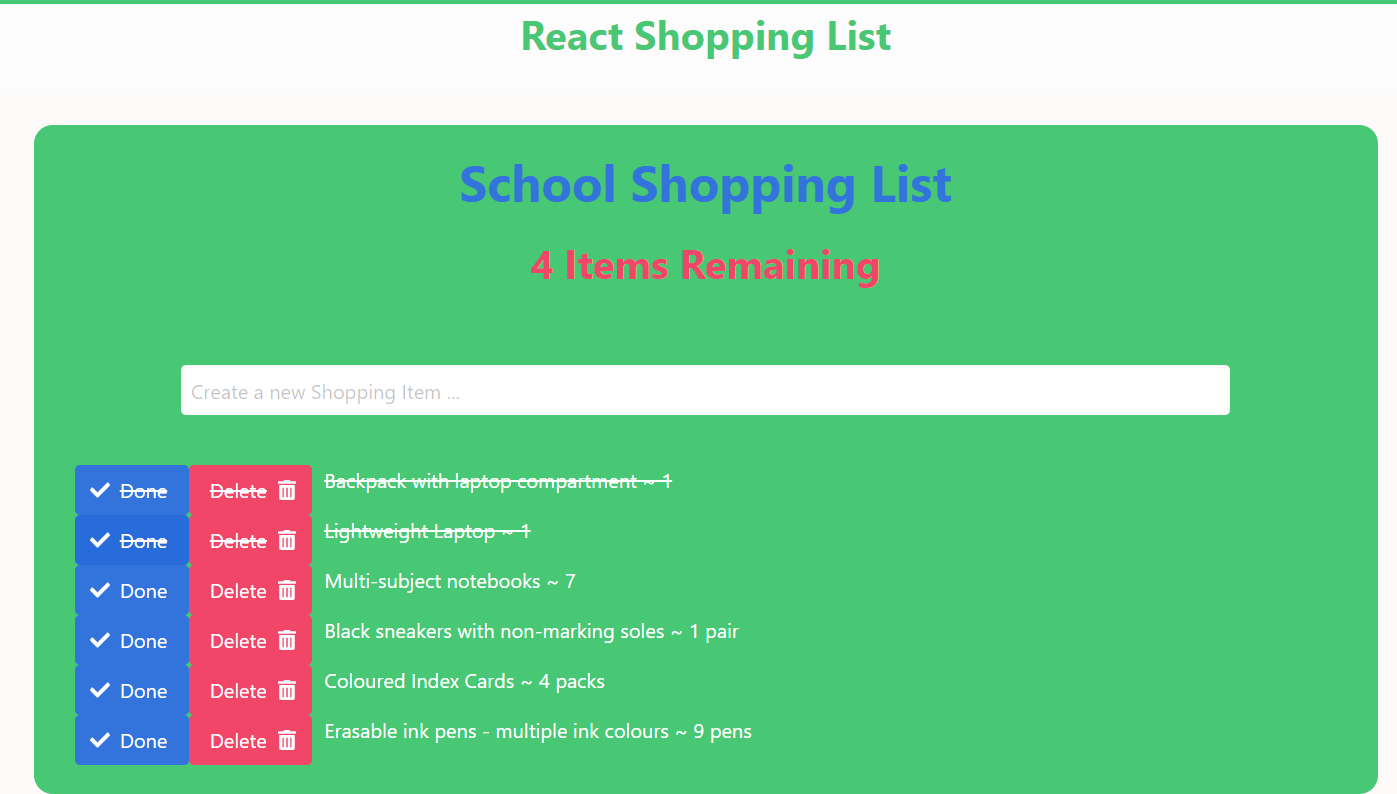 React Shopping List
School Shopping List
4 Items Remaining
Create a new Shopping Item ...
Done Delete Backpack with laptop compartment ~ 1
Done Delete Lightweight Laptop ~ 1
Done Delete Multi-subject notebooks ~ 7
Done Delete Black sneakers with non-marking soles ~ 1 pair
Done Delete Coloured Index Cards ~ 4 packs
Done Delete Erasable ink pens - multiple ink colours ~ 9 pens